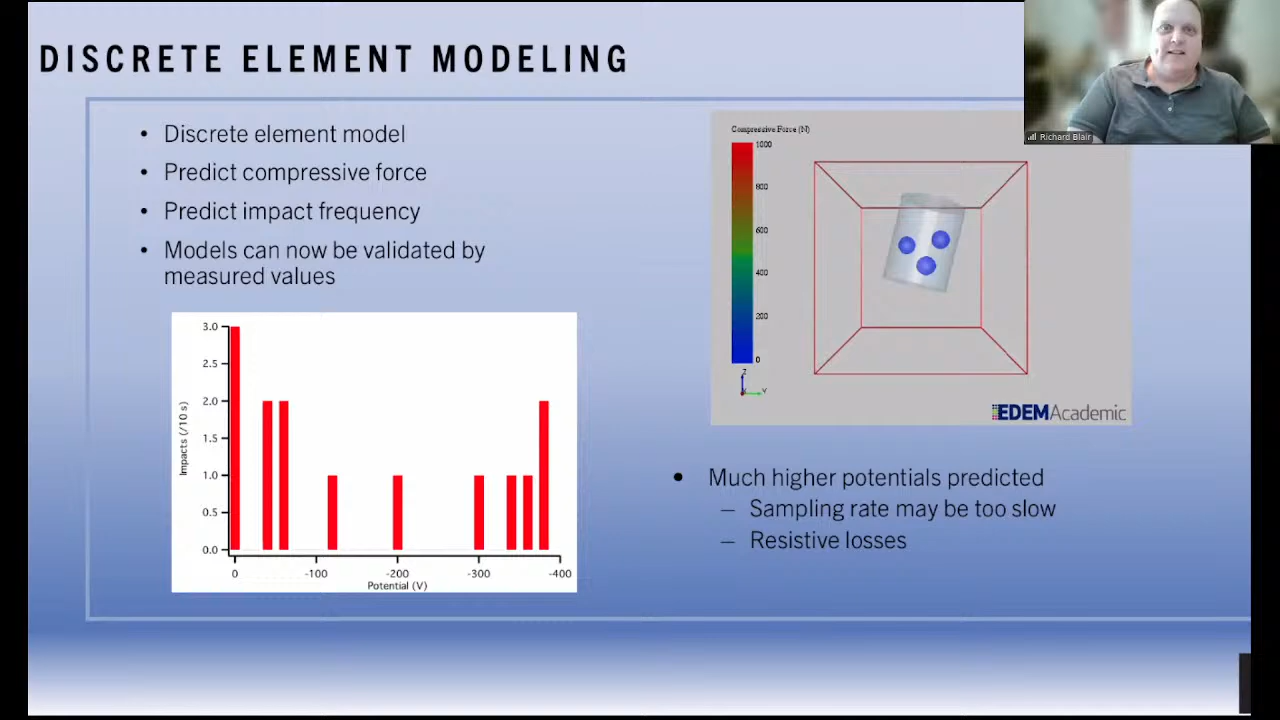 DISCRETE ELEMENT MODELING
Richard Blair
• Discrete element model
• Predict compressive force
• Predict impact frequency
• Models can now be validated by
measured values
Compressive Force (N)
1000
800
600
400
200
0
Z
Y
EDEMAcademic
3.0
2.5
2.0
1.5
1.0
0.5
0.0
Impacts (/10 s)
0 -100 -200 -300 -400
Potential (V)
• Much higher potentials predicted
– Sampling rate may be too slow
– Resistive losses